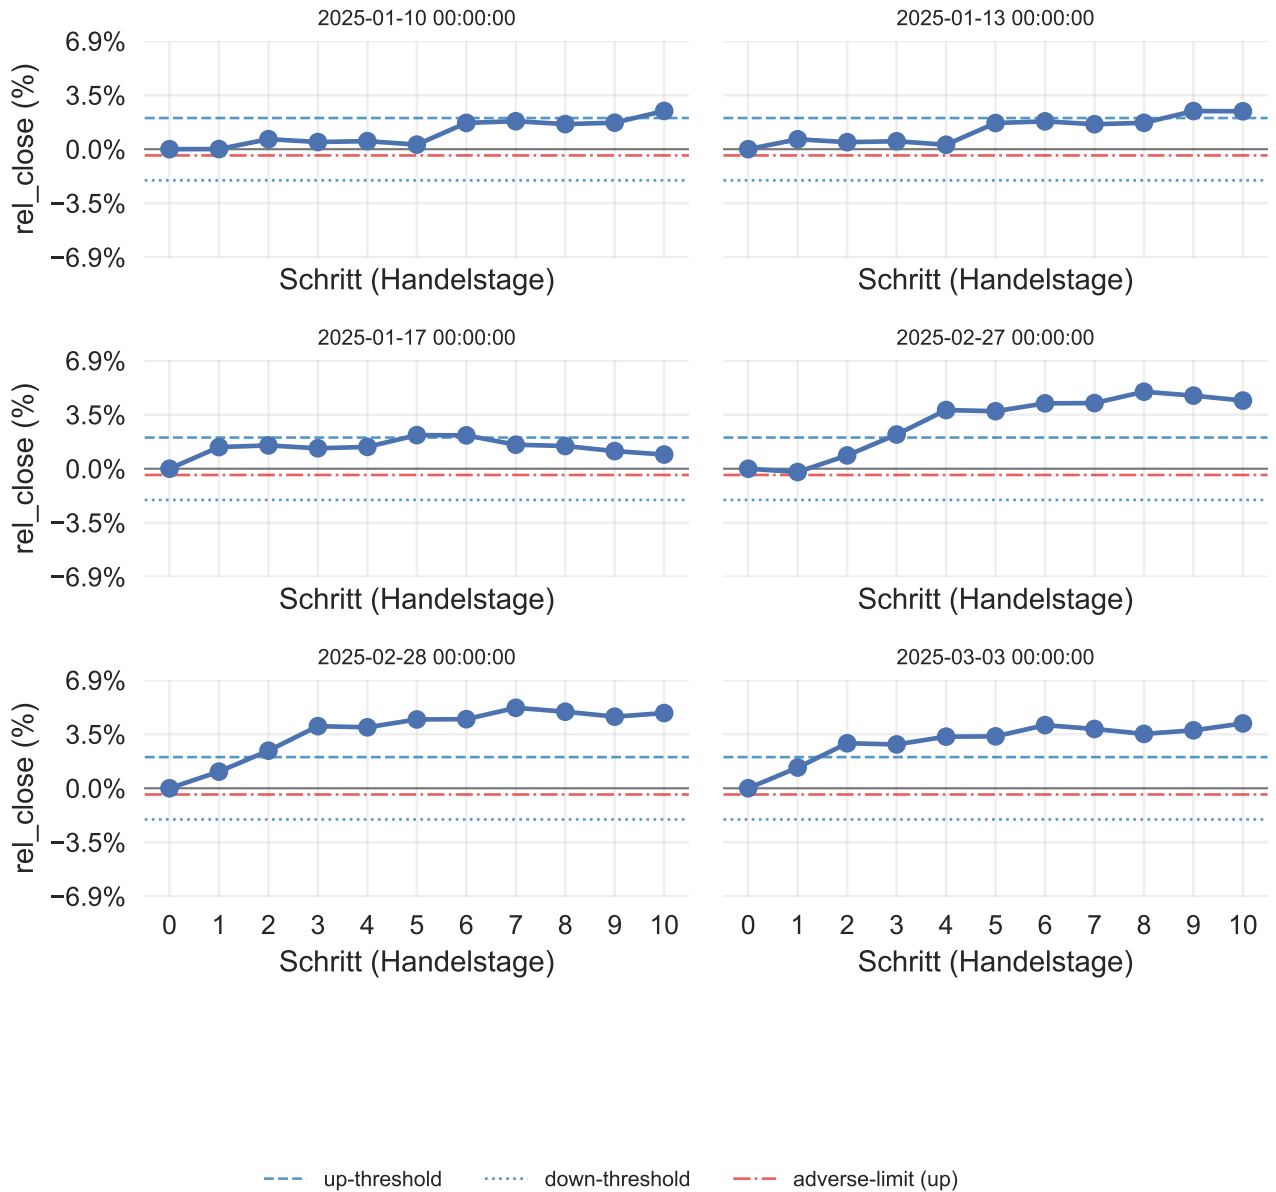 2025-01-10 00:00:00
6.9%
3.5%
0.0%
−3.5%
−6.9%
rel_close (%)
Schritt (Handelstage)
2025-01-13 00:00:00
Schritt (Handelstage)
2025-01-17 00:00:00
6.9%
3.5%
0.0%
−3.5%
−6.9%
rel_close (%)
Schritt (Handelstage)
2025-02-27 00:00:00
Schritt (Handelstage)
2025-02-28 00:00:00
6.9%
3.5%
0.0%
−3.5%
−6.9%
rel_close (%)
0 1 2 3 4 5 6 7 8 9 10
Schritt (Handelstage)
2025-03-03 00:00:00
0 1 2 3 4 5 6 7 8 9 10
Schritt (Handelstage)
up-threshold down-threshold adverse-limit (up)